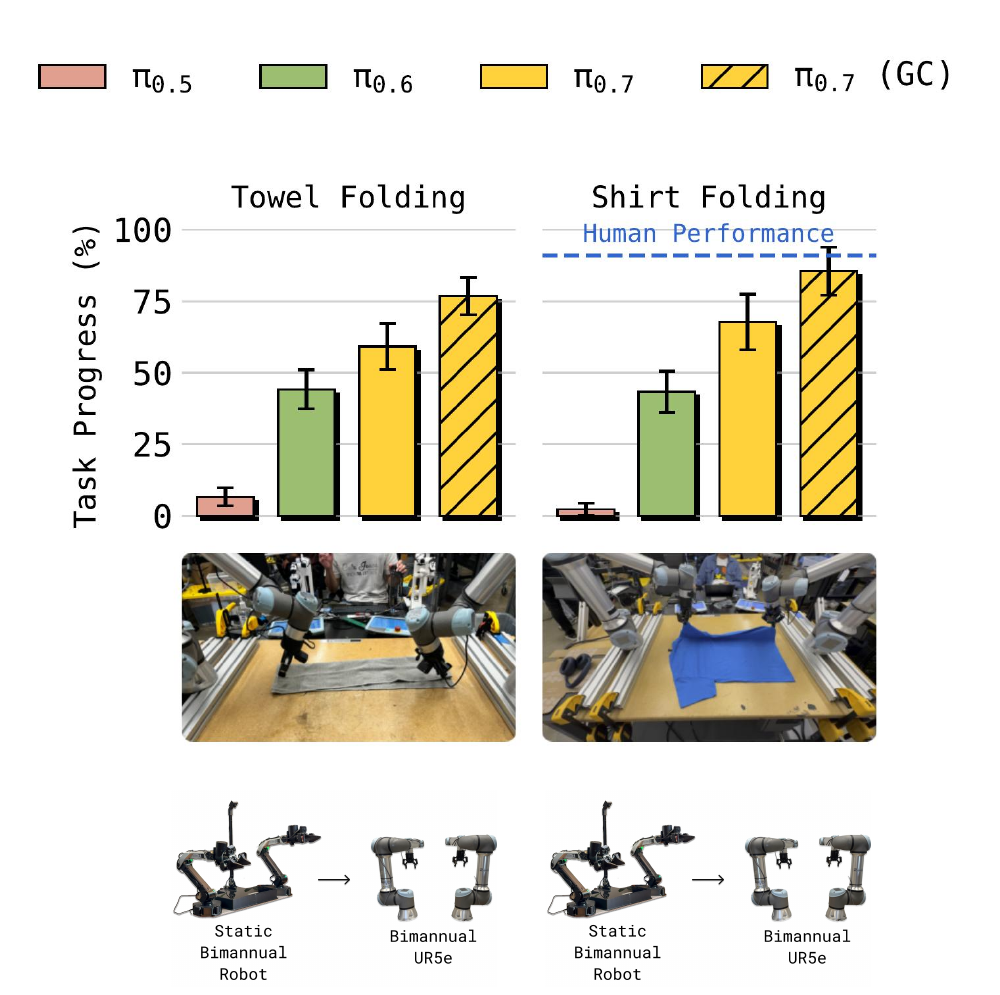 π0.5 π0.6 π0.7 π0.7 (GC)
Towel Folding
Shirt Folding
Human Performance
Task Progress (%)
100
75
50
25
0
Static
Bimannual
Robot
Bimannual
UR5e
Static
Bimannual
Robot
Bimannual
UR5e